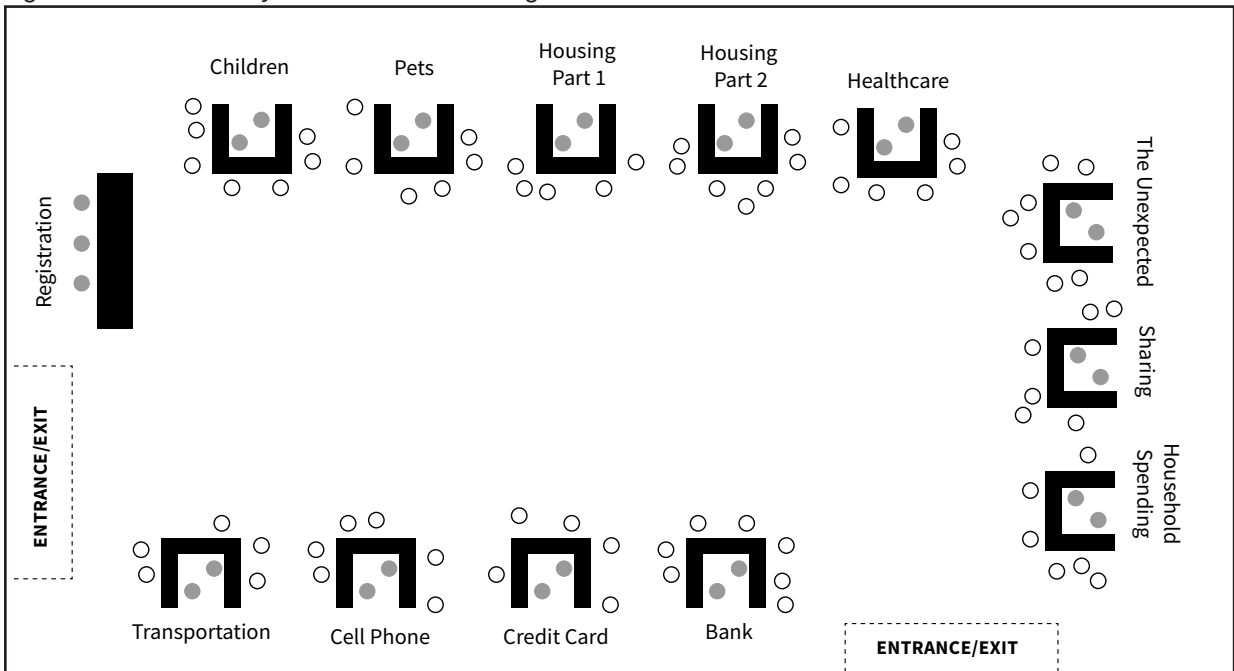 Children
Pets
Housing
Part 1
Housing
Part 2
Healthcare
The Unexpected
Registration
Sharing
ENTRANCE/EXIT
Household
Spending
Transportation
Cell Phone
Credit Card
Bank
ENTRANCE/EXIT